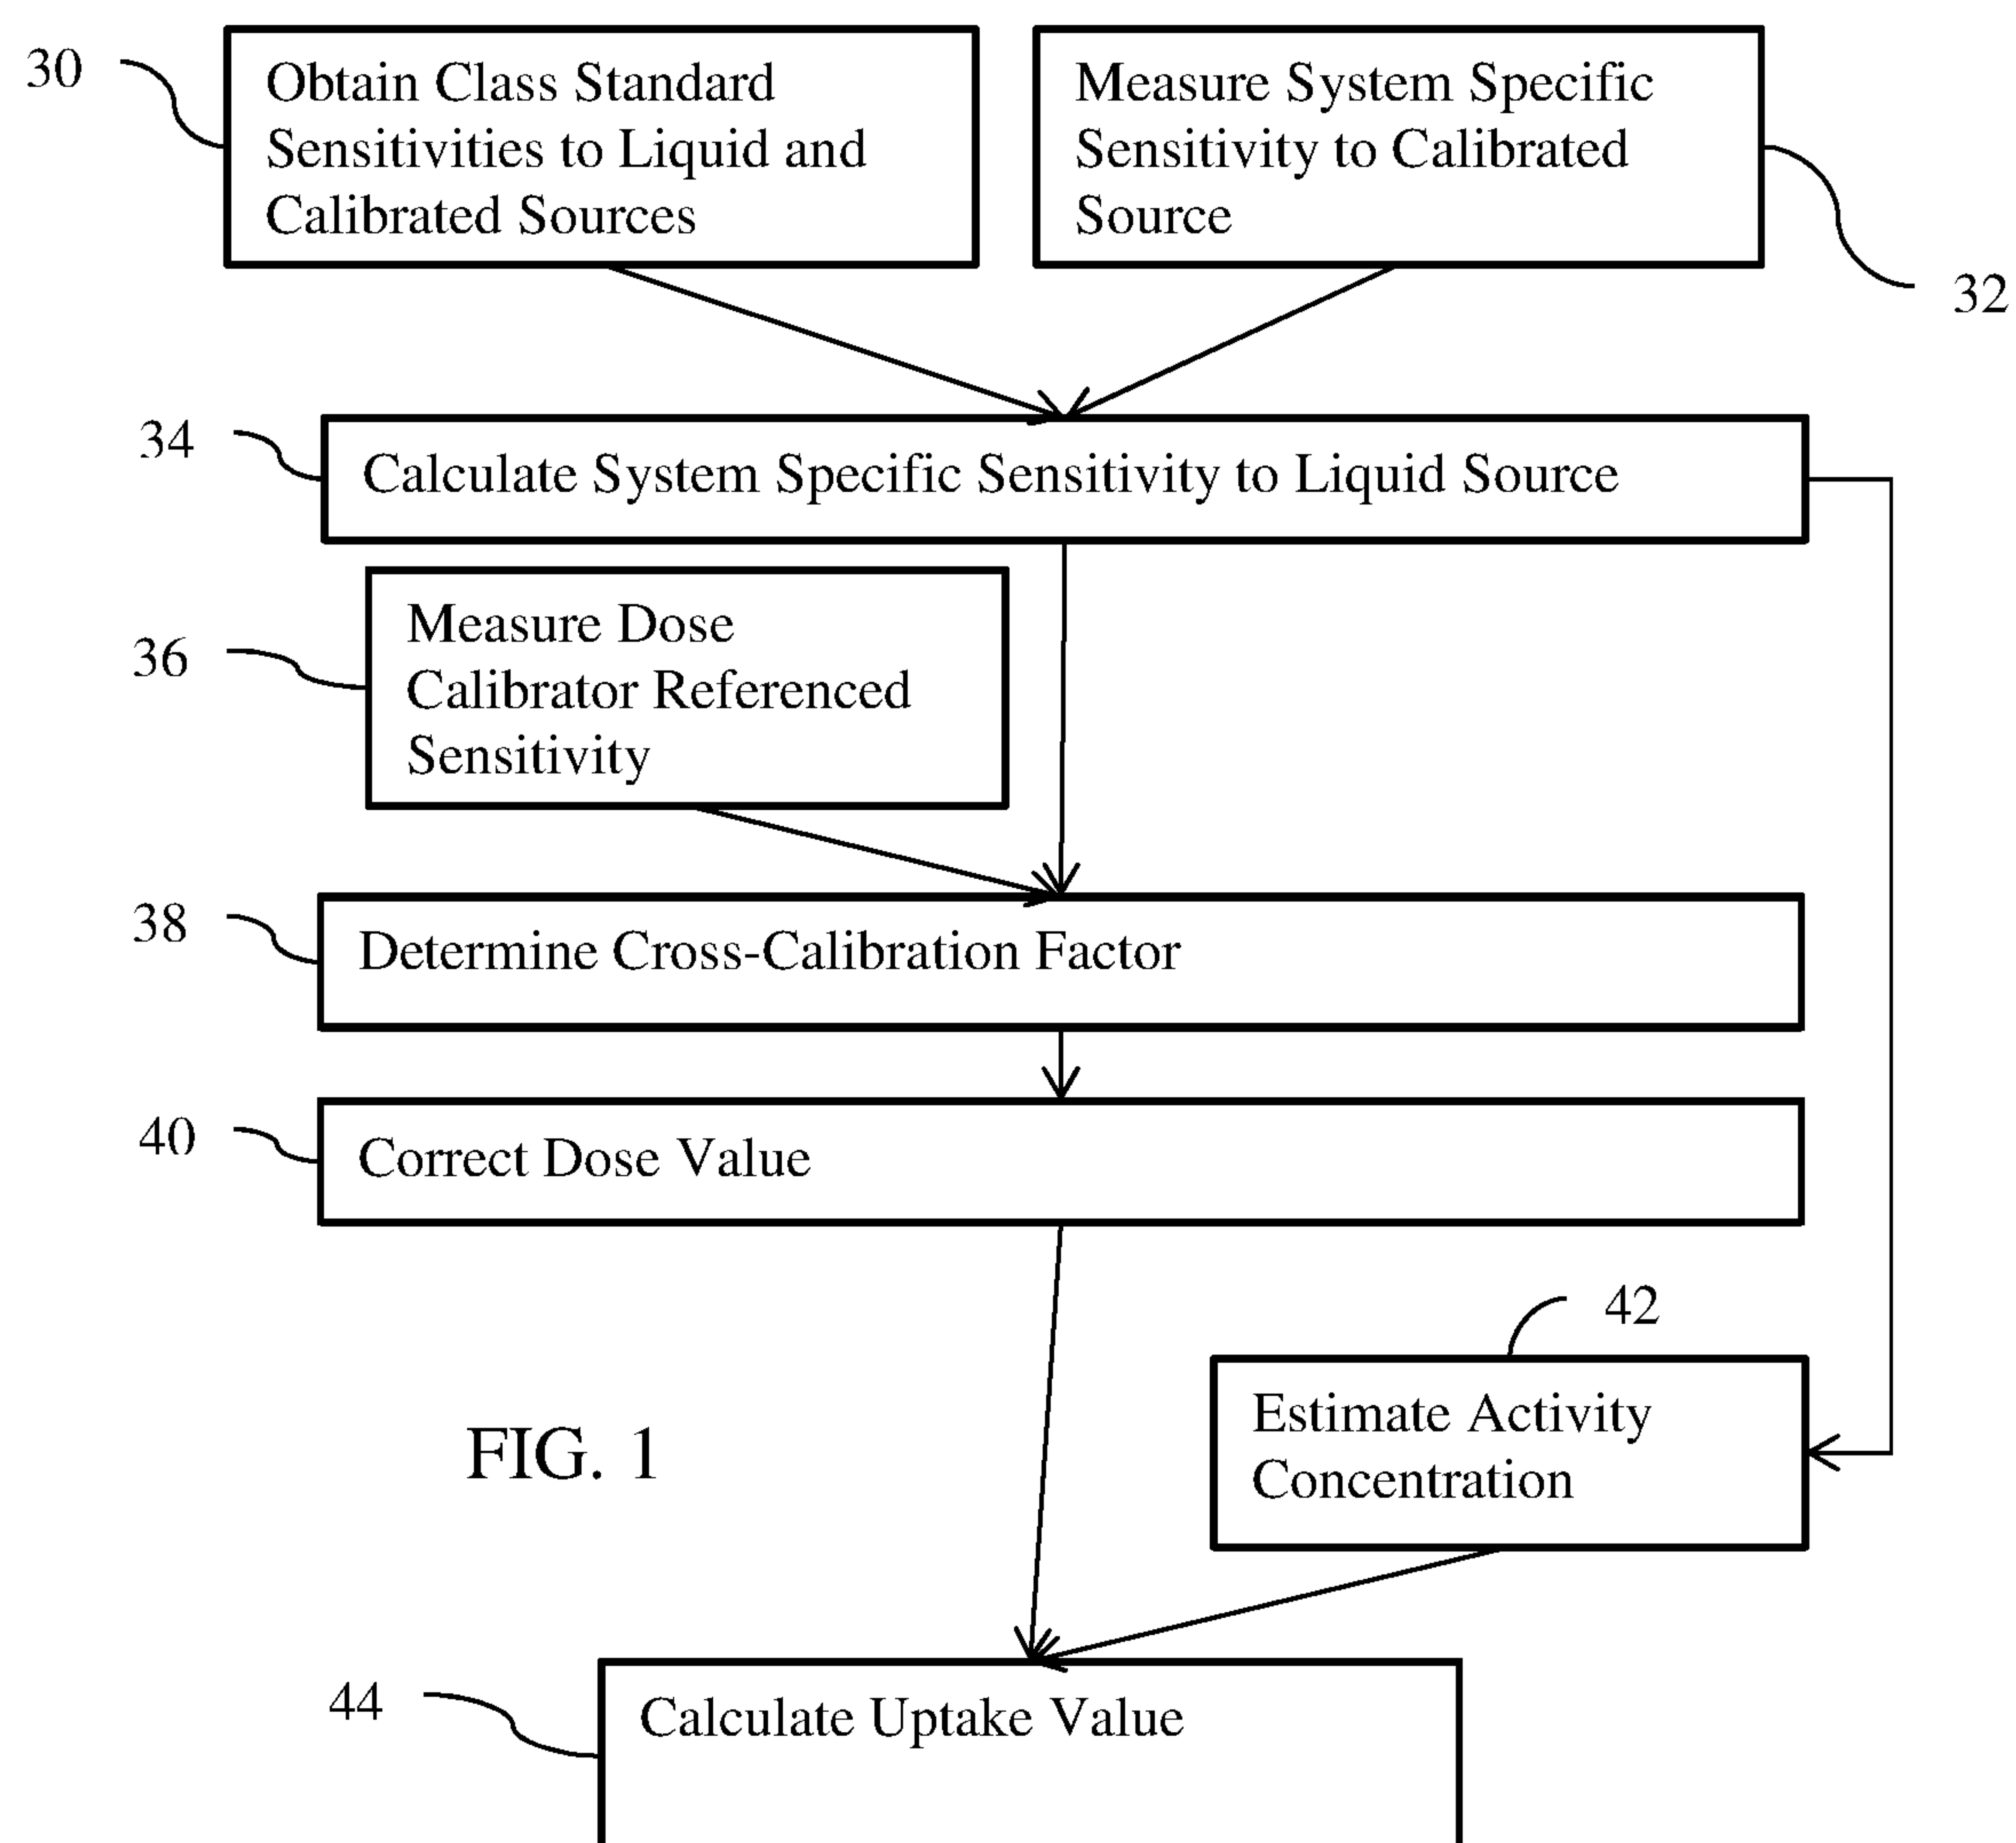 30
Obtain Class Standard
Sensitivities to Liquid and
Calibrated Sources
Measure System Specific
Sensitivity to Calibrated
Source
32
34
Calculate System Specific Sensitivity to Liquid Source
36
Measure Dose
Calibrator Referenced
Sensitivity
38
Determine Cross-Calibration Factor
40
Correct Dose Value
42
Estimate Activity
Concentration
FIG. 1
44
Calculate Uptake Value